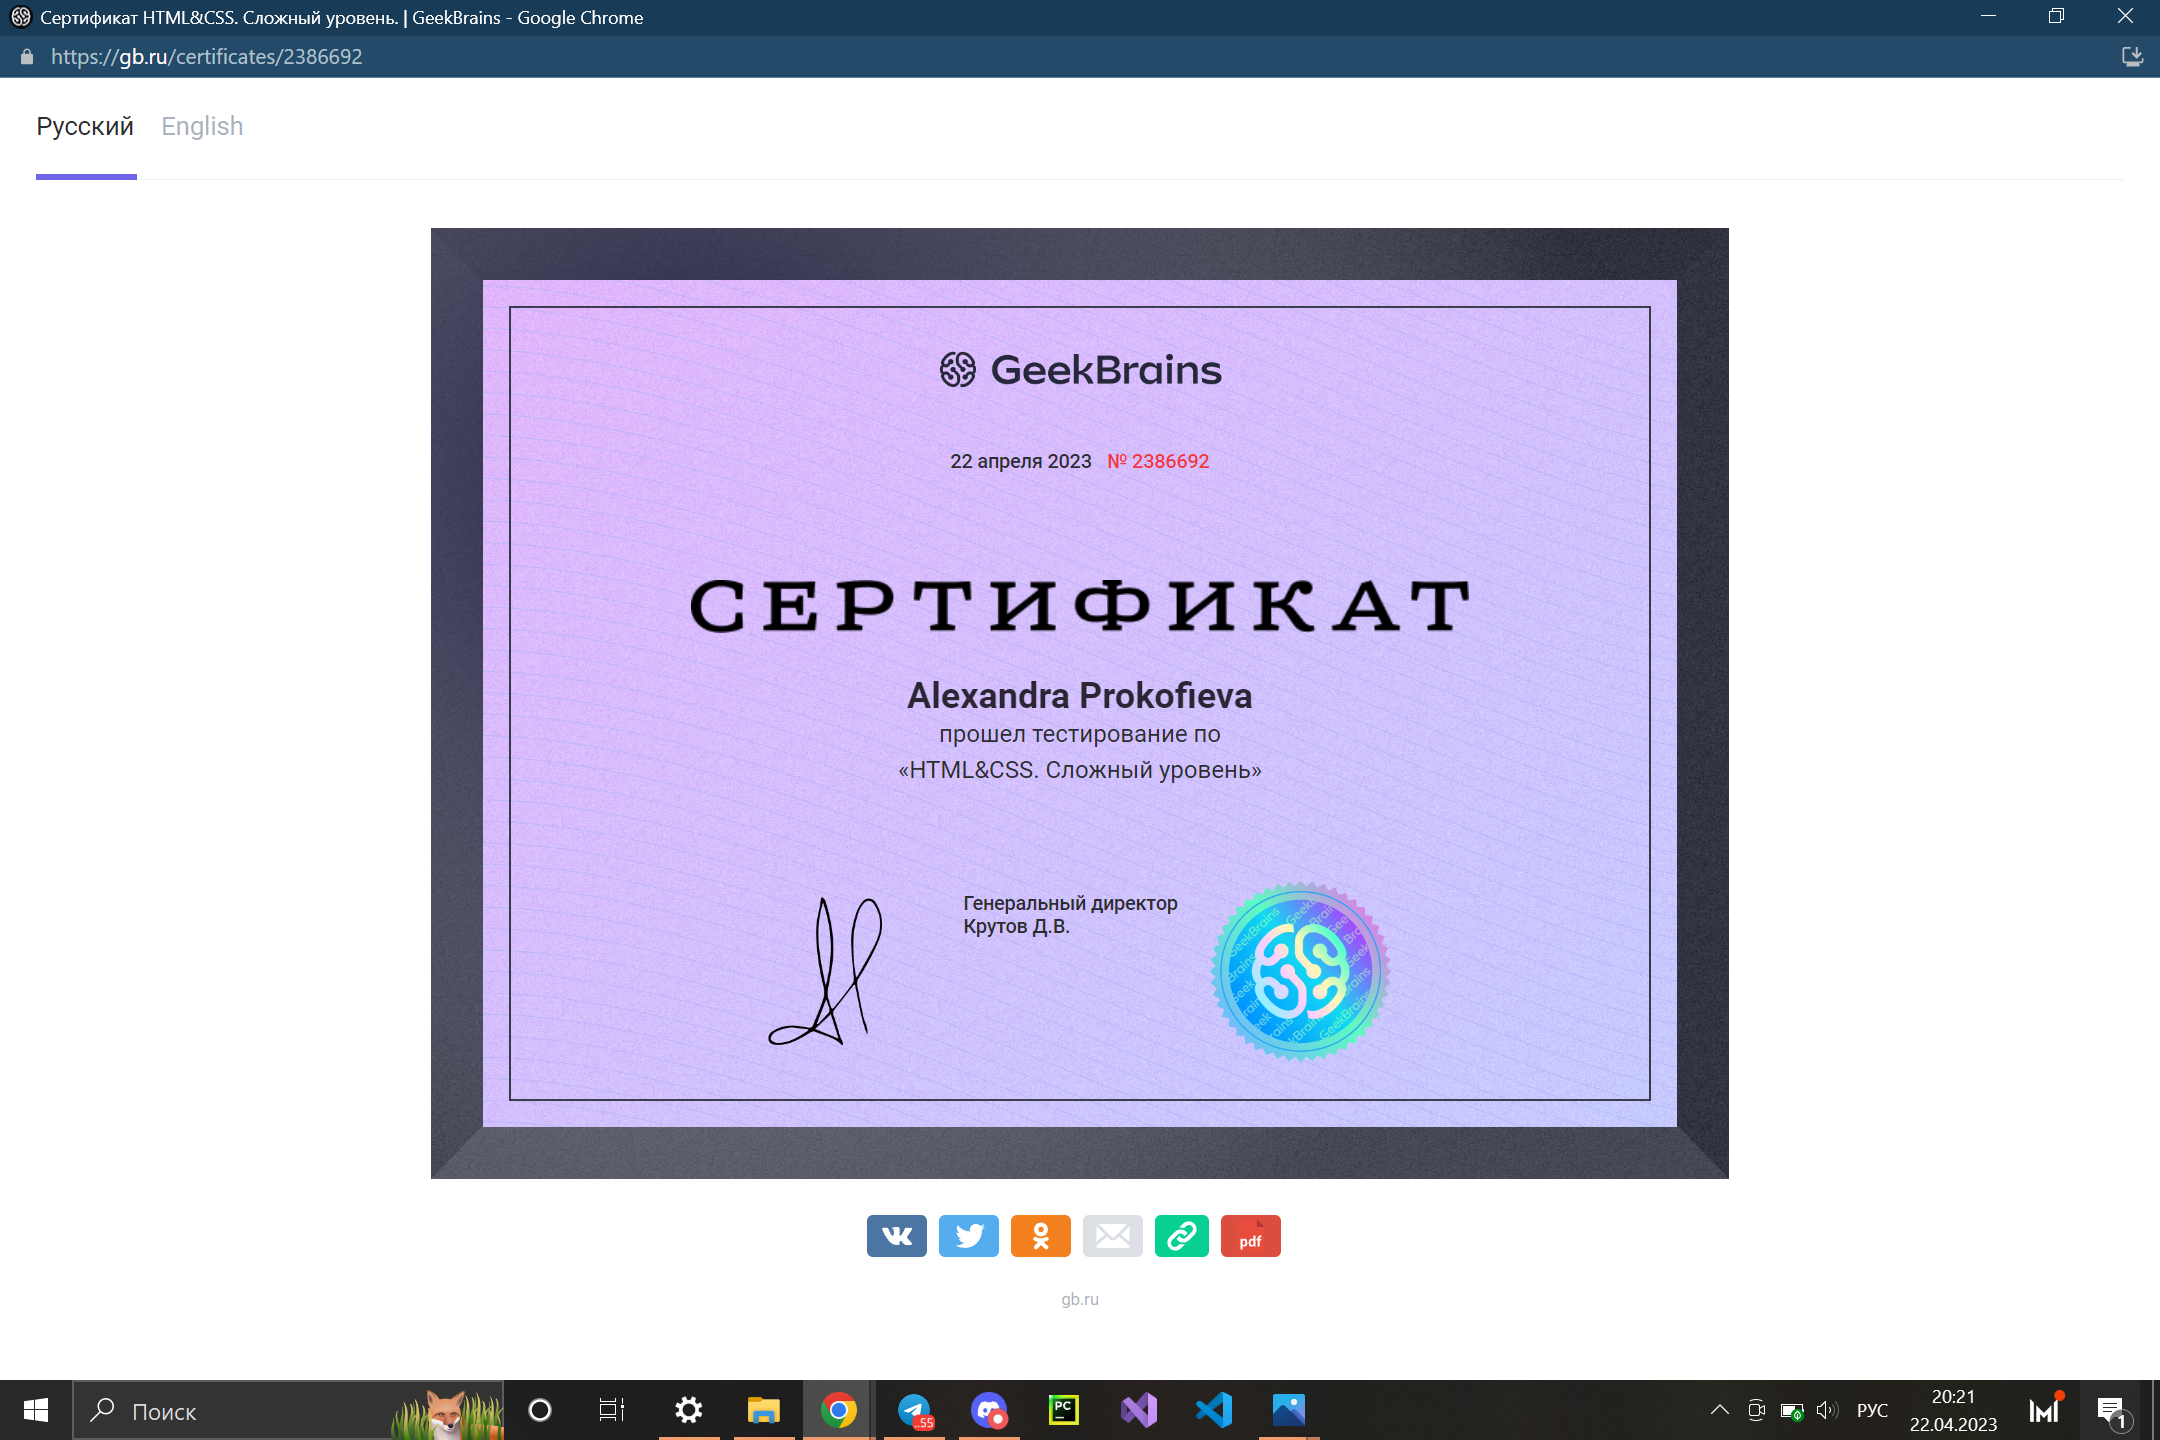 Сертификат HTML&CSS. Сложный уровень. | GeekBrains - Google Chrome
https://gb.ru/certificates/2386692
Русский English
GeekBrains
22 апреля 2023 № 2386692
СЕРТИФИКАТ
Alexandra Prokofieva
прошел тестирование по
«HTML&CSS. Сложный уровень»
Генеральный директор
Крутов Д.В.
pdf
gb.ru
Поиск
..55
PC
РУС
20:21
22.04.2023
1